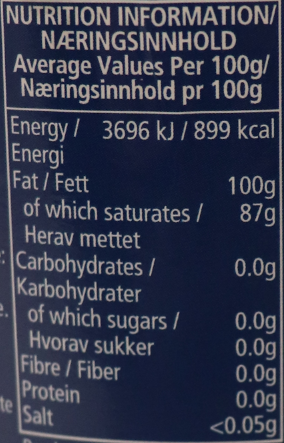 NUTRITION INFORMATION/
NÆRINGSINNHOLD
Average Values Per 100g/
Næringsinnhold pr 100g
Energy / 3696 kJ / 899 kcal
Energi
Fat / Fett 100g
of which saturates / 87g
Herav mettet
Carbohydrates / 0.0g
Karbohydrater
of which sugars / 0.0g
Hvorav sukker 0.0g
Fibre / Fiber 0.0g
Protein 0.0g
Salt <0.05g